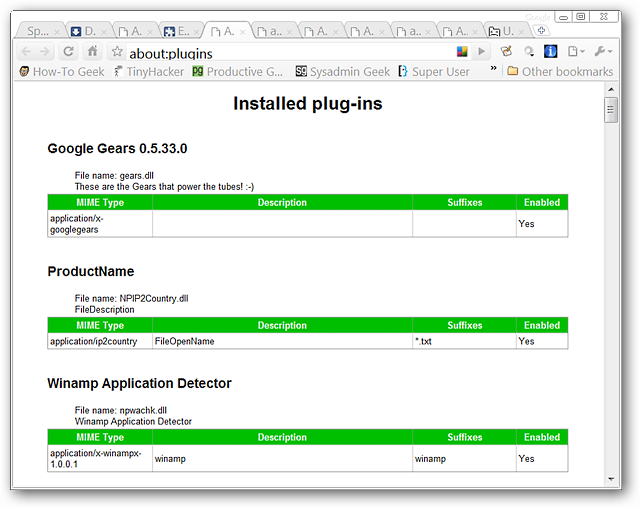 Google
Sp... D. E. A. a. A. A. a. A. U.
about:plugins
How-To Geek TinyHacker Productive G... Sysadmin Geek Super User » Other bookmarks
Installed plug-ins
Google Gears 0.5.33.0
File name: gears.dll
These are the Gears that power the tubes! :-)
MIME Type Description Suffixes Enabled
application/x-
googlegears Yes
ProductName
File name: NPIP2Country.dll
FileDescription
MIME Type Description Suffixes Enabled
application/ip2country FileOpenName *.txt Yes
Winamp Application Detector
File name: npwachk.dll
Winamp Application Detector
MIME Type Description Suffixes Enabled
application/x-winampx-
1.0.0.1 winamp winamp Yes